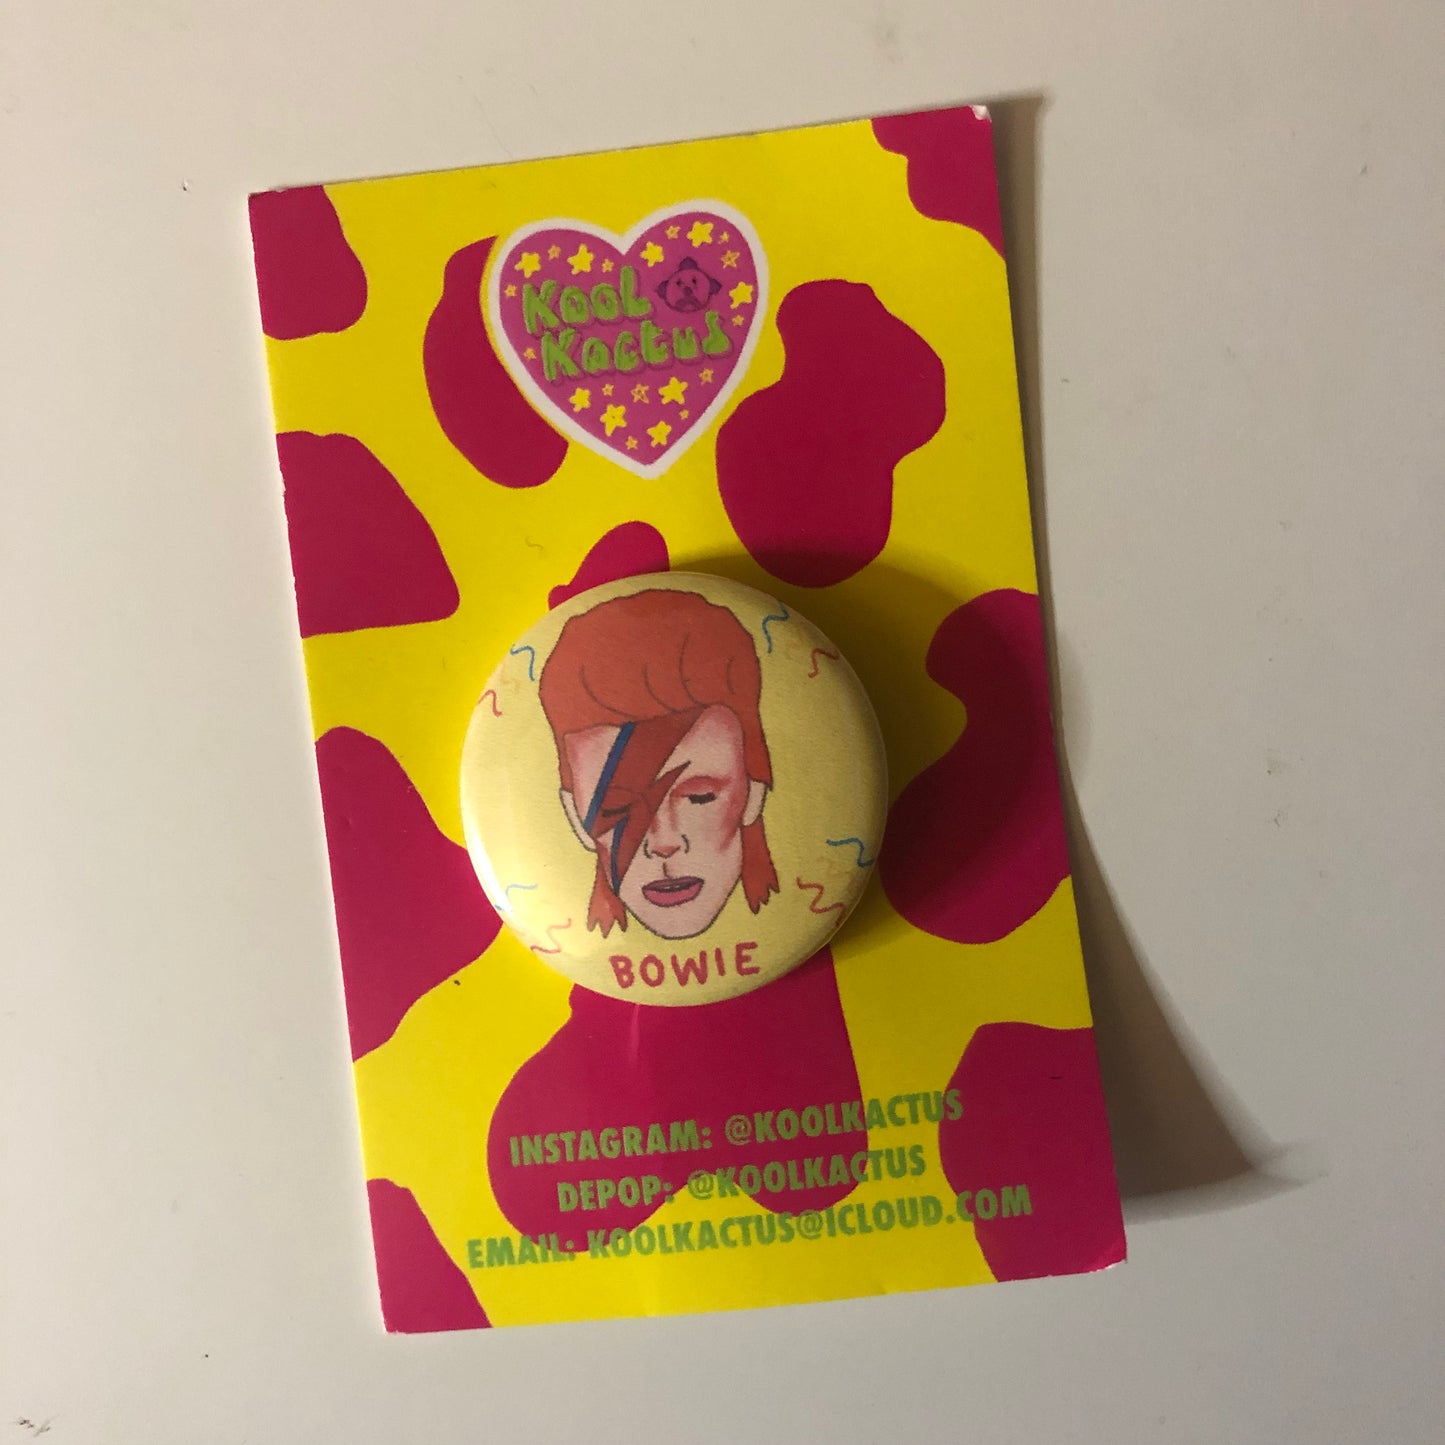 Kool
Kactus
BOWIE
INSTAGRAM: @KOOLKACTUS
DEPOP: @KOOLKACTUS
EMAIL: KOOLKACTUS@ICLOUD.COM